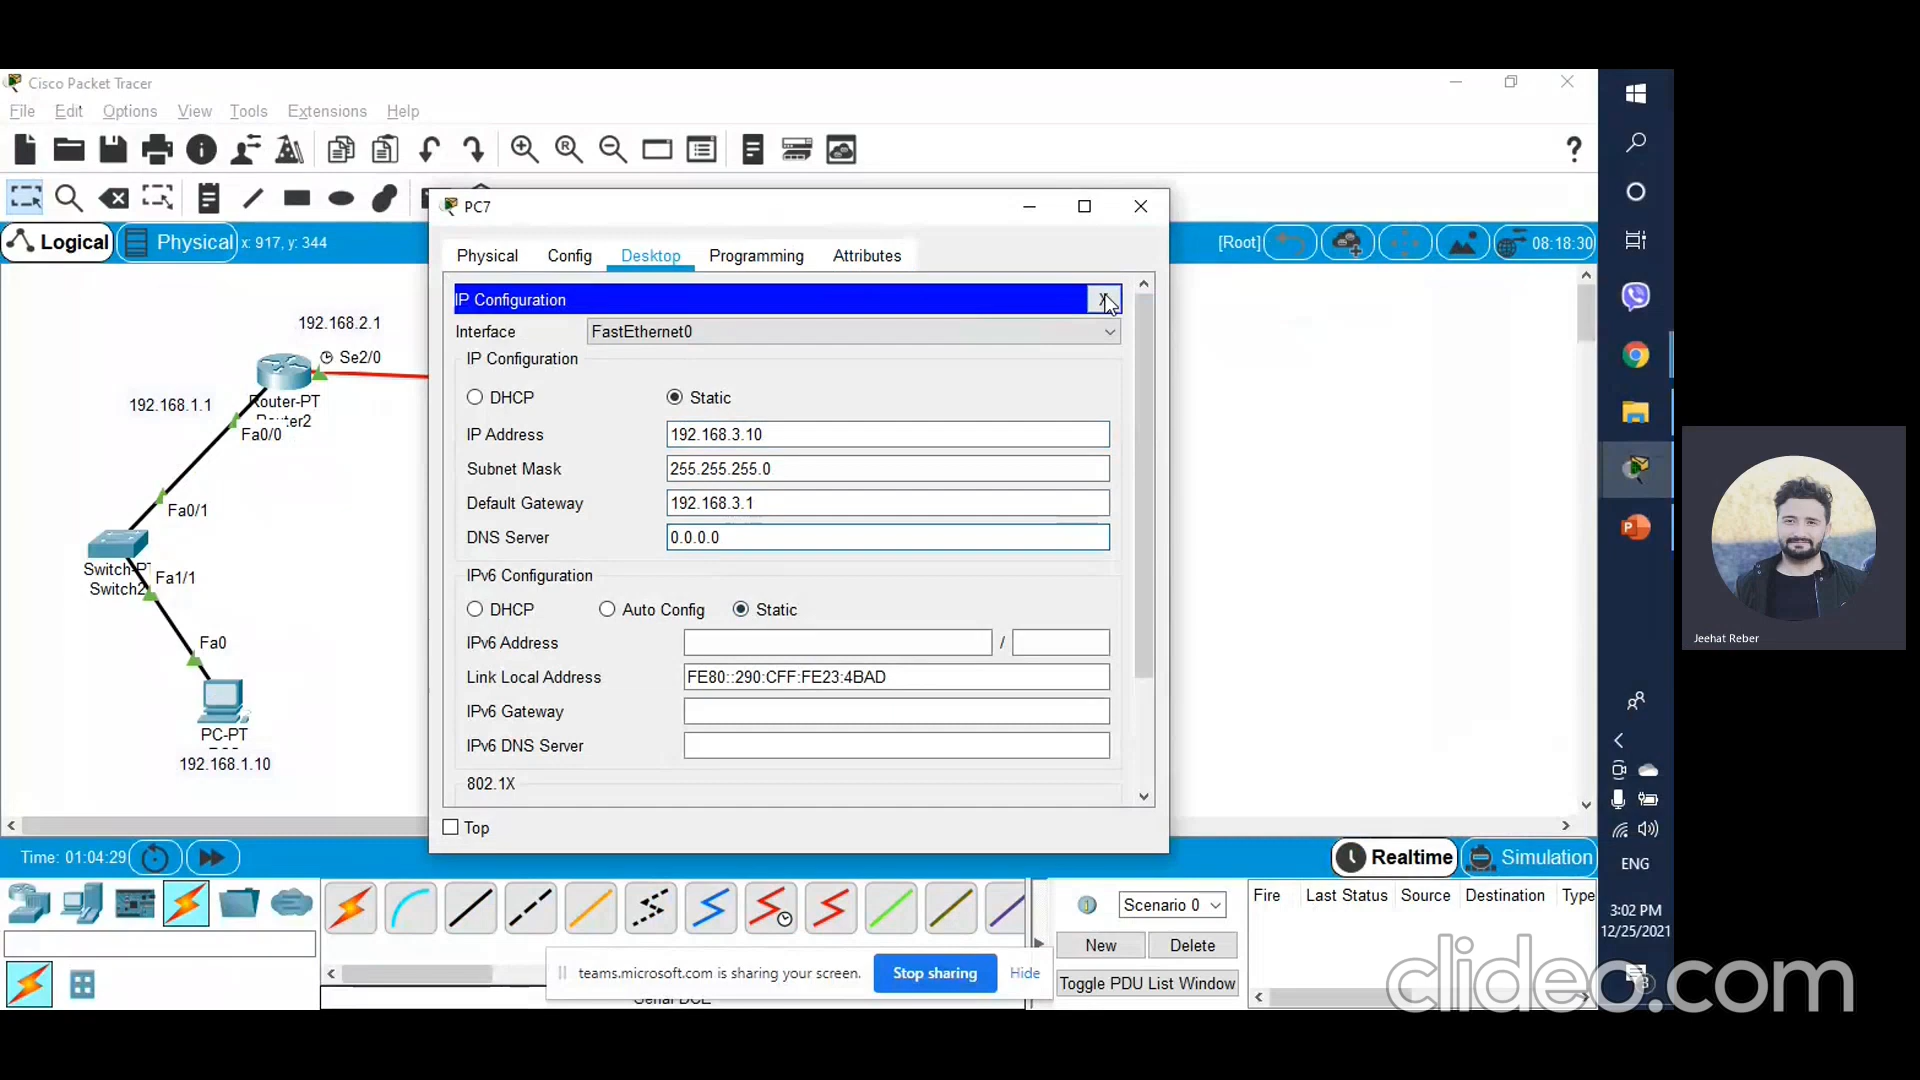 Cisco Packet Tracer
File Edit Options View Tools Extensions Help
?
PC7
Logical
Physical
x: 917, y: 344
[Root]
08:18:30
Physical Config Desktop Programming Attributes
IP Configuration
X
Interface FastEthernet0
IP Configuration
DHCP Static
IP Address 192.168.3.10
Subnet Mask 255.255.255.0
Default Gateway 192.168.3.1
DNS Server 0.0.0.0
IPv6 Configuration
DHCP Auto Config Static
IPv6 Address /
Link Local Address FE80::290:CFF:FE23:4BAD
IPv6 Gateway
IPv6 DNS Server
802.1X
Top
192.168.2.1
Se2/0
192.168.1.1
Router-PT
Router2
Fa0/0
Fa0/1
Switch-PT
Switch2
Fa1/1
Fa0
PC-PT
192.168.1.10
Time: 01:04:29
Realtime
Simulation
Scenario 0
New Delete
Toggle PDU List Window
Fire Last Status Source Destination Type
teams.microsoft.com is sharing your screen. Stop sharing Hide
Serial DCE
Jeehat Reber
ENG
3:02 PM
12/25/2021
3
clideo.com